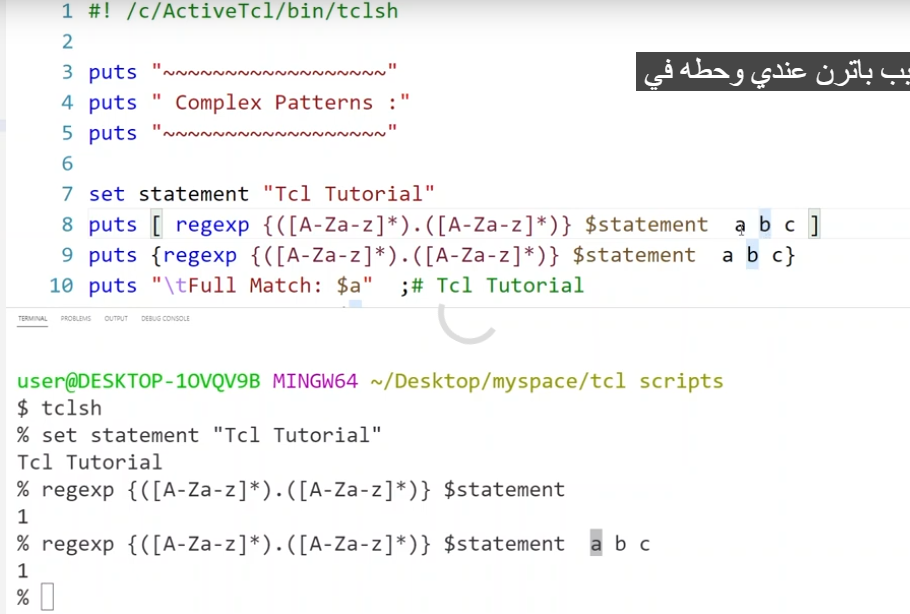 1 #! /c/ActiveTcl/bin/tclsh
2
3 puts "~~~~~~~~~~~~~~~~~~"
4 puts " Complex Patterns :"
5 puts "~~~~~~~~~~~~~~~~~~"
6
7 set statement "Tcl Tutorial"
8 puts [ regexp {([A-Za-z]*).([A-Za-z]*)} $statement  a b c ]
9 puts {regexp {([A-Za-z]*).([A-Za-z]*)} $statement  a b c}
10 puts "\tFull Match: $a"  ;# Tcl Tutorial
باترن عندي وحطه في
TERMINAL PROBLEMS OUTPUT DEBUG CONSOLE
user@DESKTOP-1OVQV9B MINGW64 ~/Desktop/myspace/tcl scripts
$ tclsh
% set statement "Tcl Tutorial"
Tcl Tutorial
% regexp {([A-Za-z]*).([A-Za-z]*)} $statement
1
% regexp {([A-Za-z]*).([A-Za-z]*)} $statement  a b c
1
%